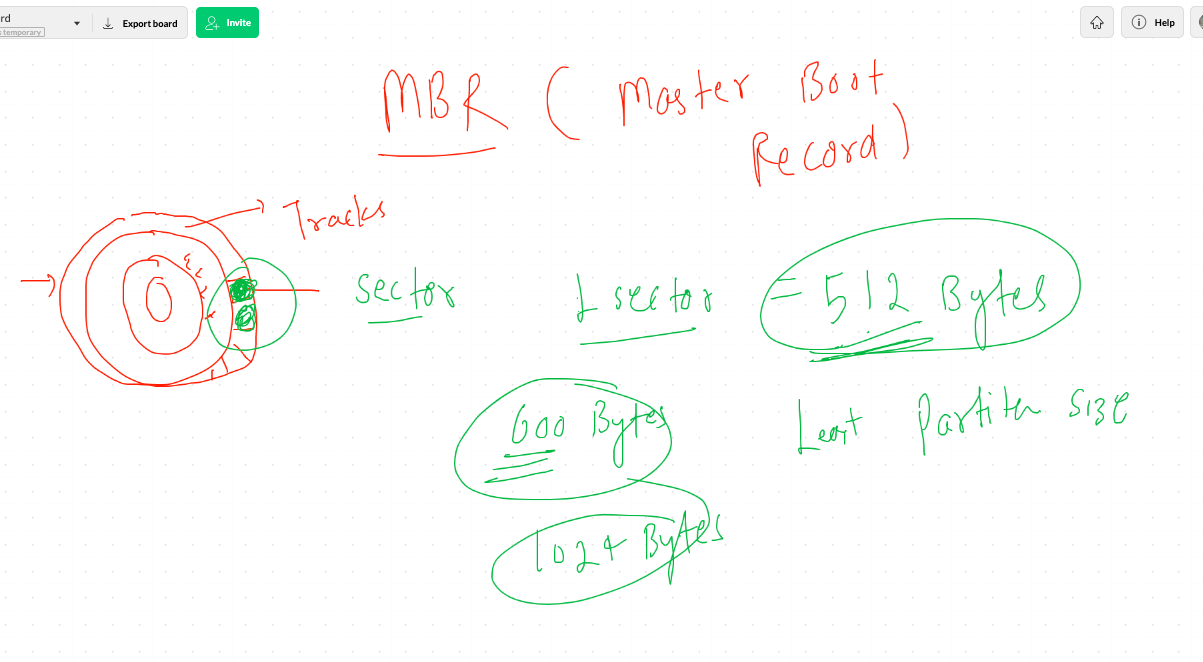 rd
s temporary
Export board
Invite
Help
MBR ( Master Boot
Record)
Tracks
sector
1 sector
= 512 Bytes
600 Bytes
Least Partiton Size
1024 Bytes